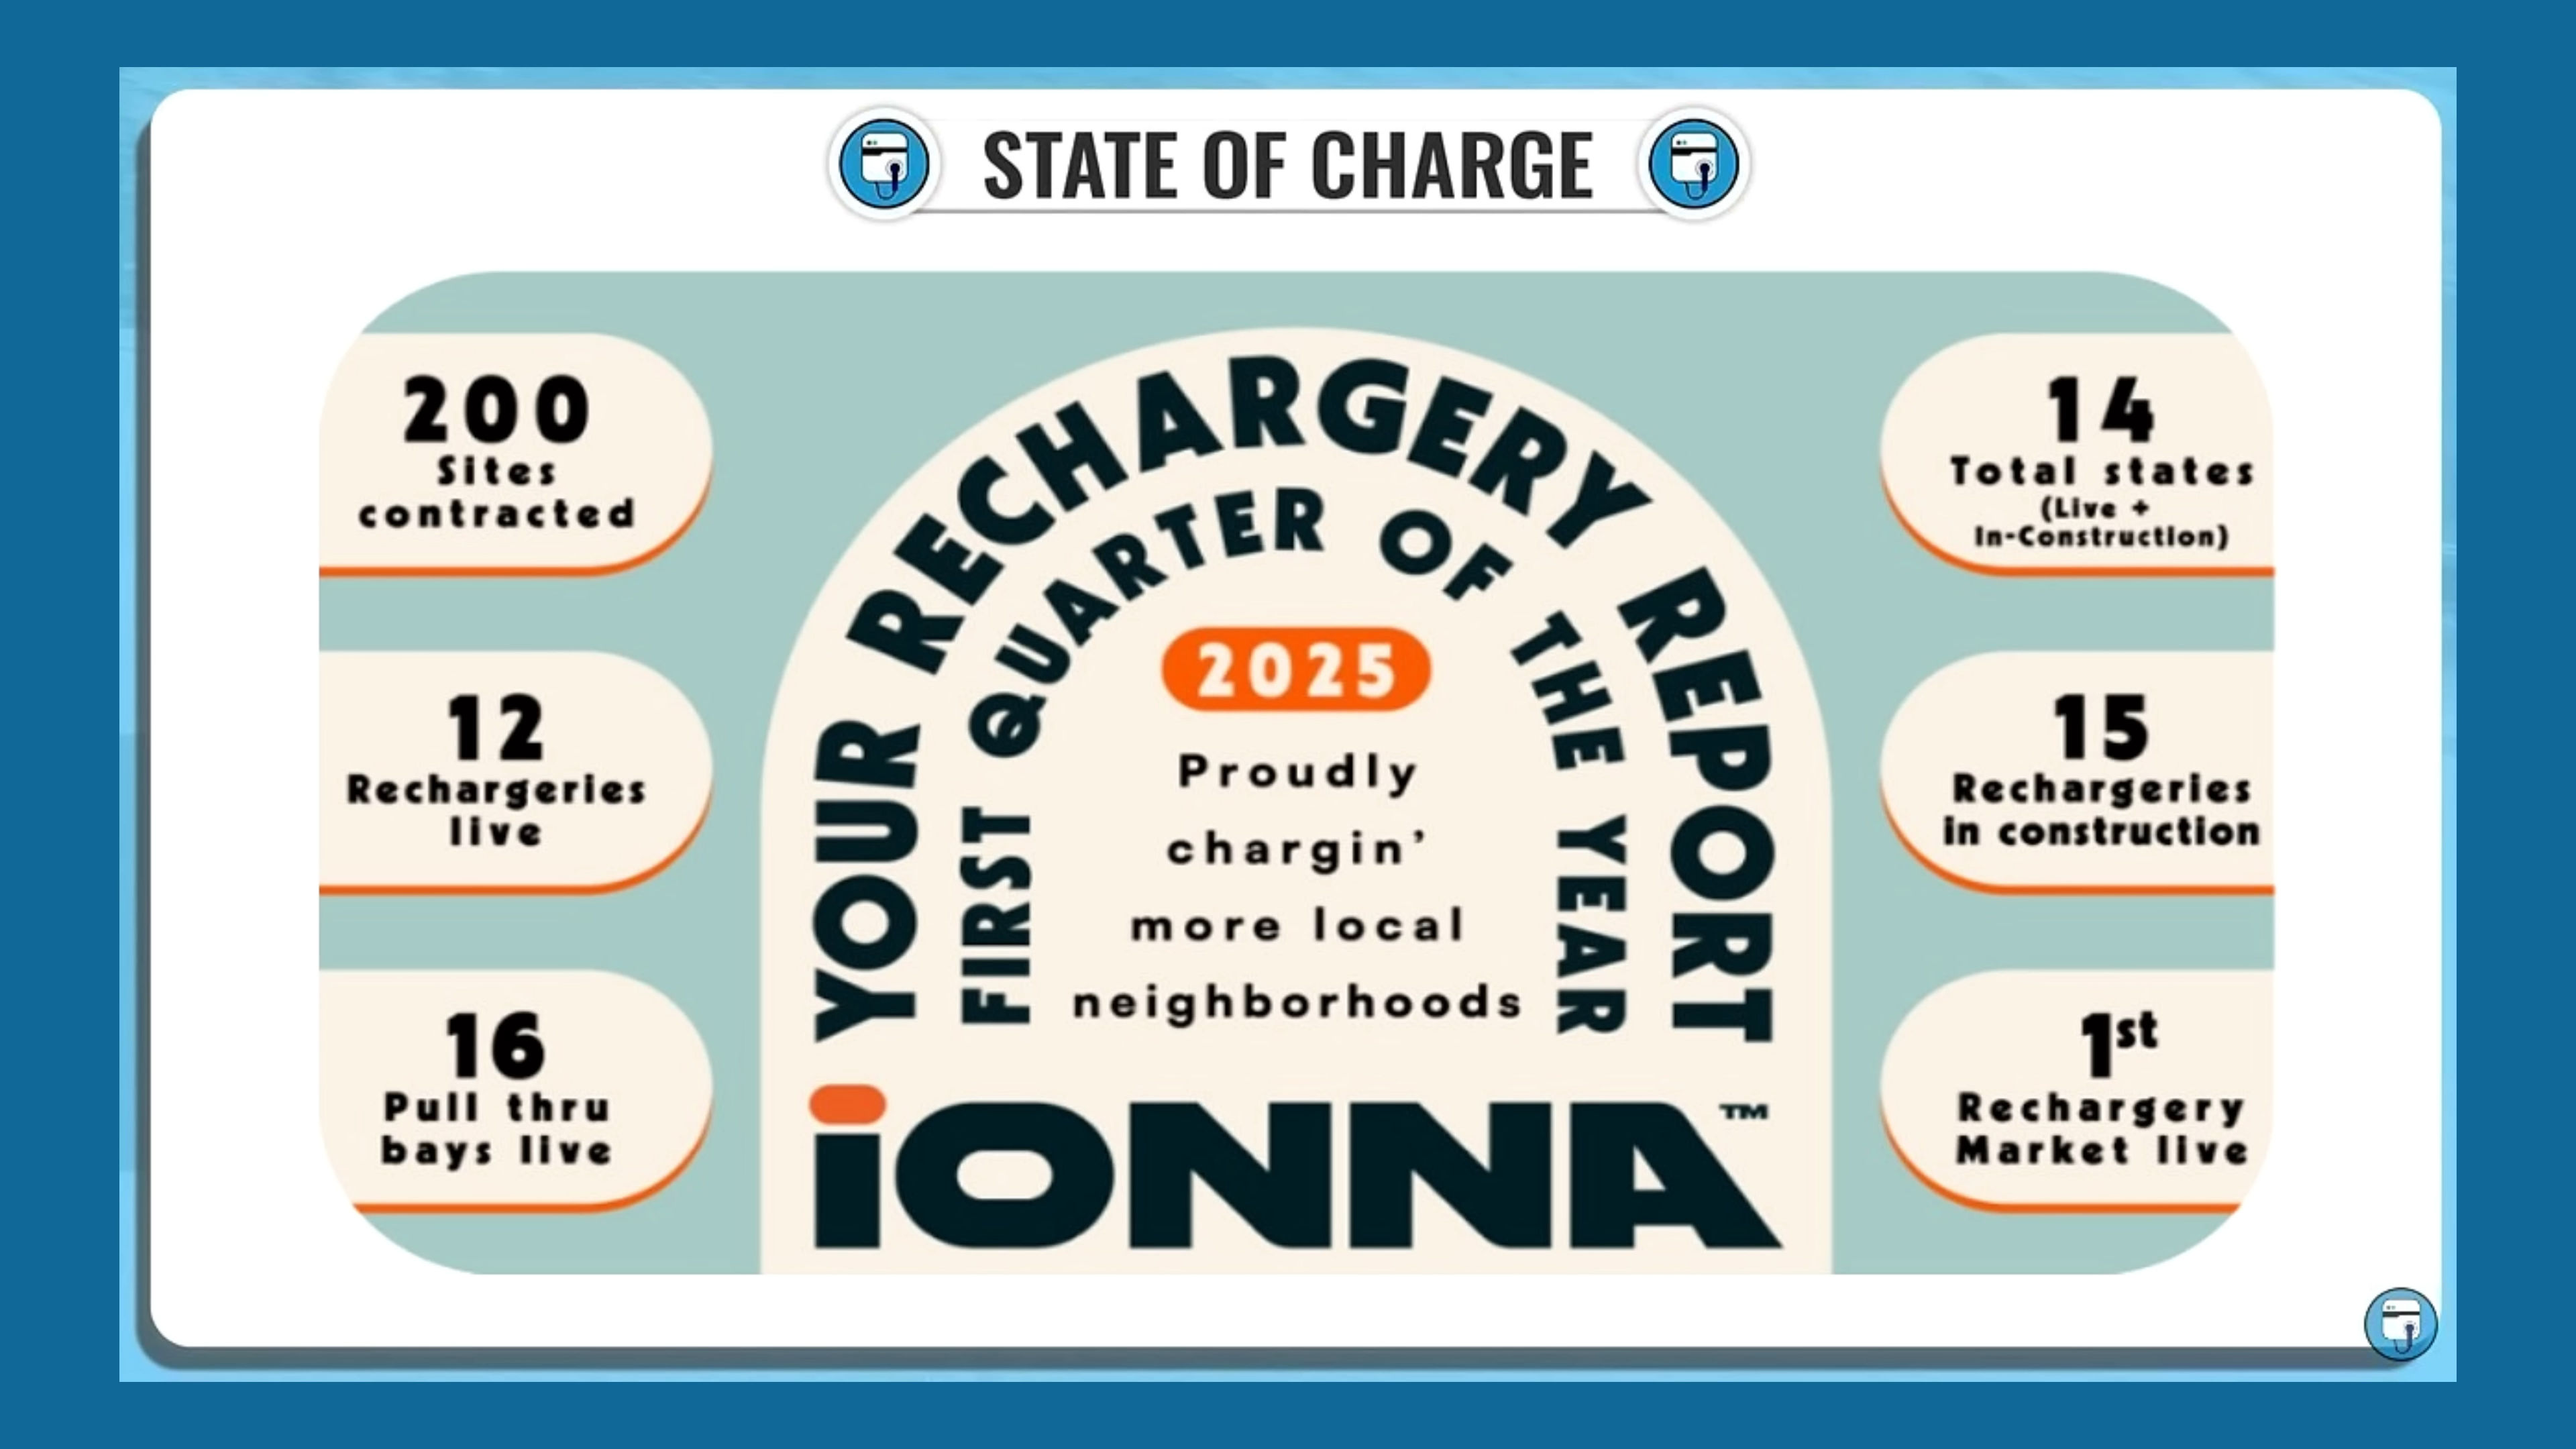 STATE OF CHARGE
200
Sites
contracted
12
Rechargeries
live
16
Pull thru
bays live
YOUR RECHARGERY REPORT
FIRST QUARTER OF THE YEAR
2025
Proudly
chargin’
more local
neighborhoods
iONNA™
14
Total states
(Live +
In-Construction)
15
Rechargeries
in construction
1st
Rechargery
Market live